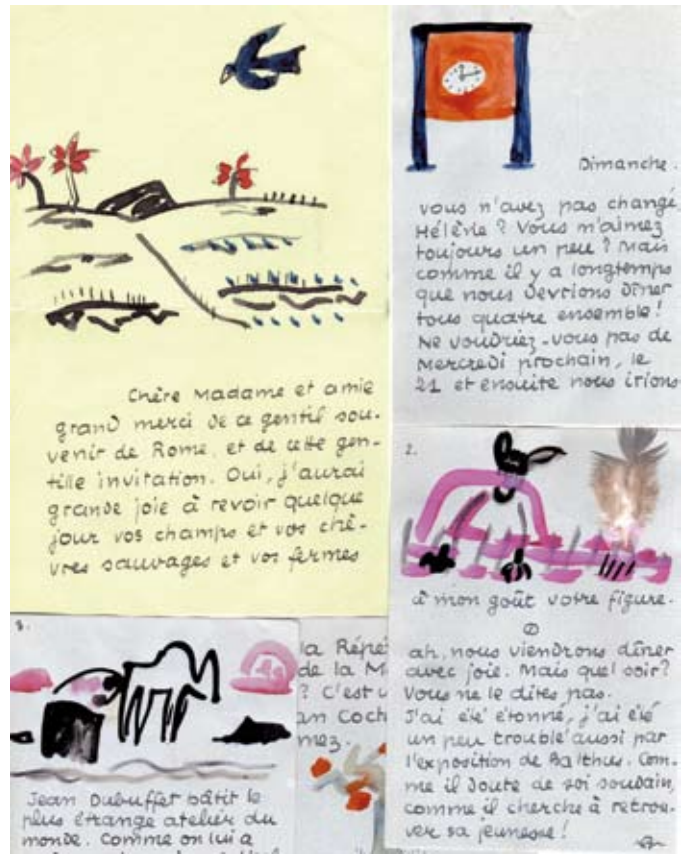 Chère Madame et amie
grand merci de ce gentil sou-
venir de Rome, et de cette gen-
tille invitation. Oui, j'aurai
grande joie à revoir quelque
jour vos champs et vos chê-
vres sauvages et vos fermes
Dimanche.
vous n'avez pas changé,
Hélène ? Vous m'aimez
toujours un peu ? Mais
comme il y a longtemps
que nous devrions dîner
tous quatre ensemble !
Ne voudriez-vous pas de
Mercredi prochain, le
21 et ensuite nous irions
2.
à mon goût votre figure.
ah, nous viendrons dîner
avec joie. Mais quel soir ?
Vous ne le dites pas.
J'ai été étonné, j'ai été
un peu troublé aussi par
l'exposition de Balthus. Com-
me il doute de soi soudain,
comme il cherche à retrou-
ver sa jeunesse !
3.
Jean Dubuffet bâtit le
plus étrange atelier du
monde. Comme on lui a
la Répét
de la M
? C'est u
an Coch
mez.